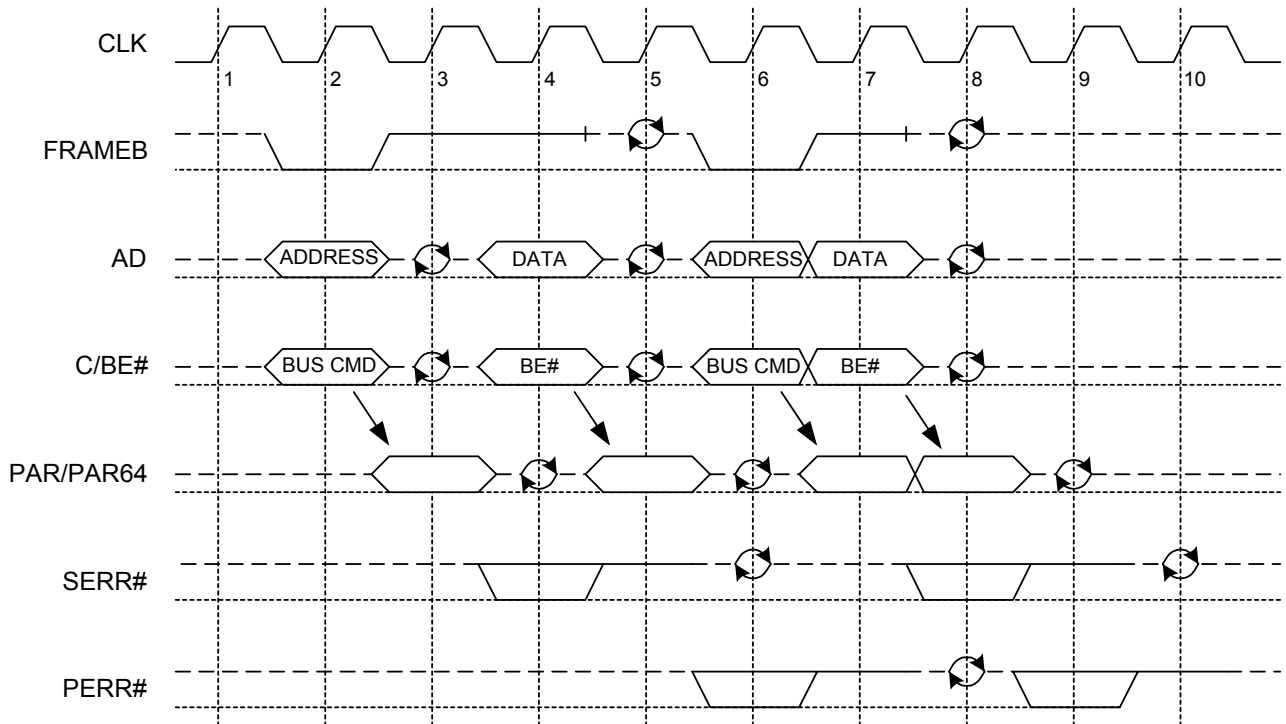 CLK
1 2 3 4 5 6 7 8 9 10
FRAMEB
AD
ADDRESS DATA ADDRESS DATA
C/BE#
BUS CMD BE# BUS CMD BE#
PAR/PAR64
SERR#
PERR#